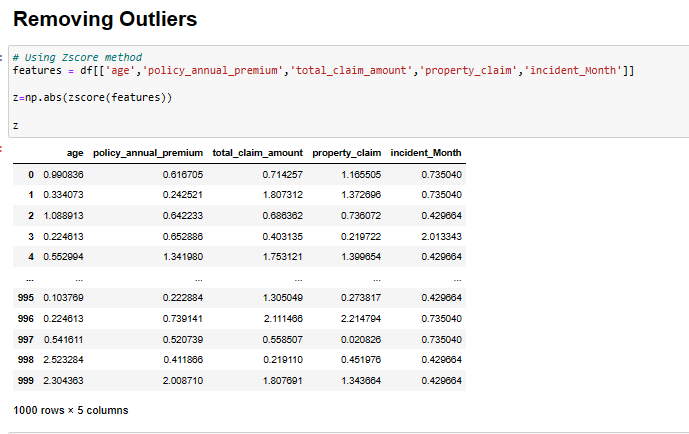 Removing Outliers
:
# Using Zscore method
features = df[['age','policy_annual_premium','total_claim_amount','property_claim','incident_Month']]
z=np.abs(zscore(features))
z
:
age policy_annual_premium total_claim_amount property_claim incident_Month
0 0.990836 0.616705 0.714257 1.165505 0.735040
1 0.334073 0.242521 1.807312 1.372696 0.735040
2 1.088913 0.642233 0.686362 0.736072 0.429664
3 0.224613 0.652886 0.403135 0.219722 2.013343
4 0.552994 1.341980 1.753121 1.399654 0.429664
... ... ... ... ... ...
995 0.103769 0.222884 1.305049 0.273817 0.429664
996 0.224613 0.739141 2.111466 2.214794 0.735040
997 0.541611 0.520739 0.558507 0.020826 0.735040
998 2.523284 0.411866 0.219110 0.451976 0.429664
999 2.304363 2.008710 1.807691 1.343664 0.429664
1000 rows × 5 columns